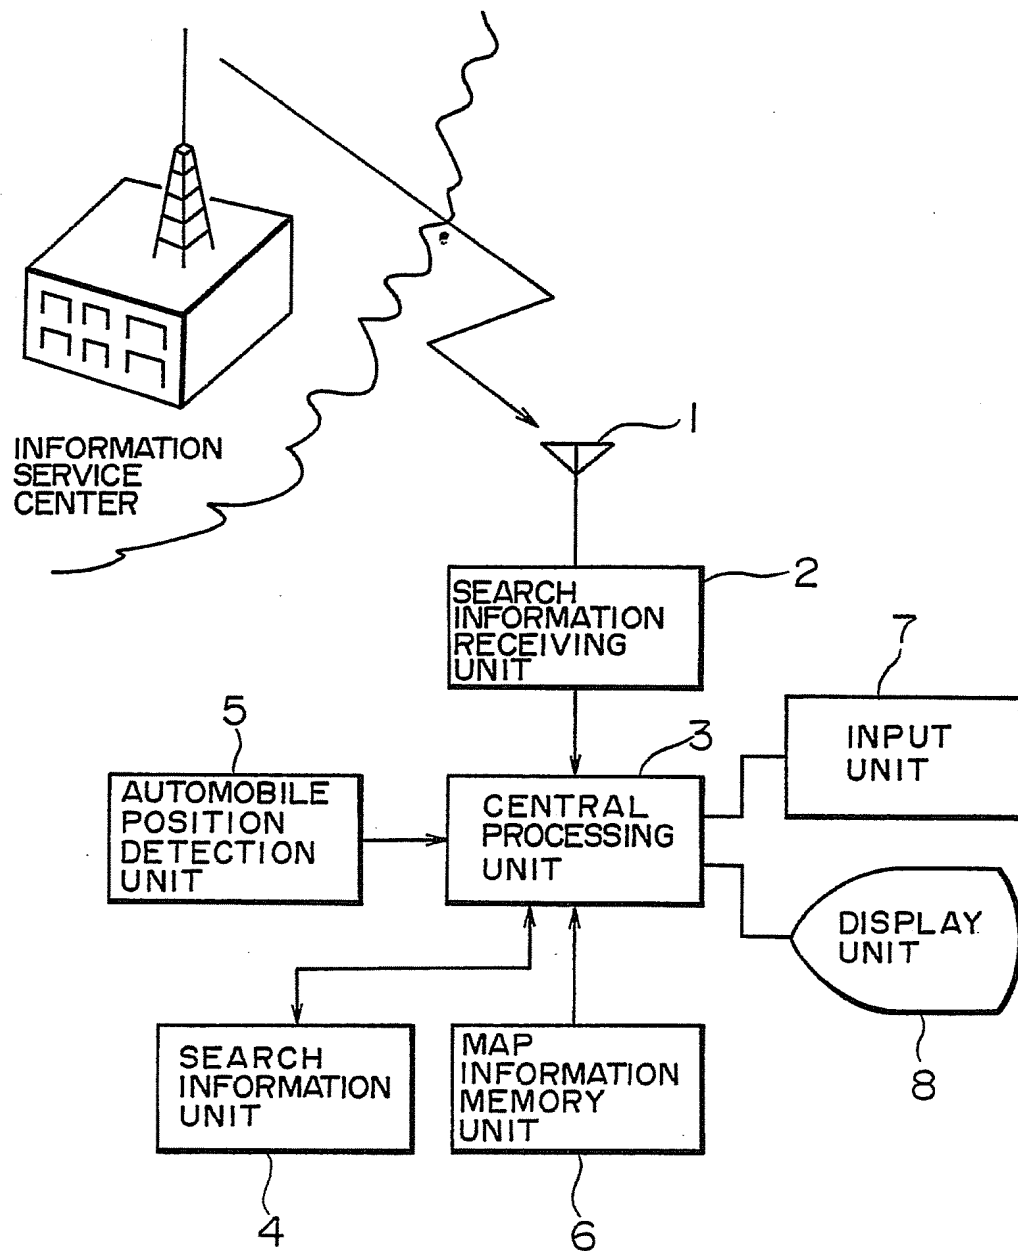 INFORMATION
SERVICE
CENTER
1
SEARCH
INFORMATION
RECEIVING
UNIT
2
7
INPUT
UNIT
5
AUTOMOBILE
POSITION
DETECTION
UNIT
3
CENTRAL
PROCESSING
UNIT
DISPLAY
UNIT
8
SEARCH
INFORMATION
UNIT
4
MAP
INFORMATION
MEMORY
UNIT
6